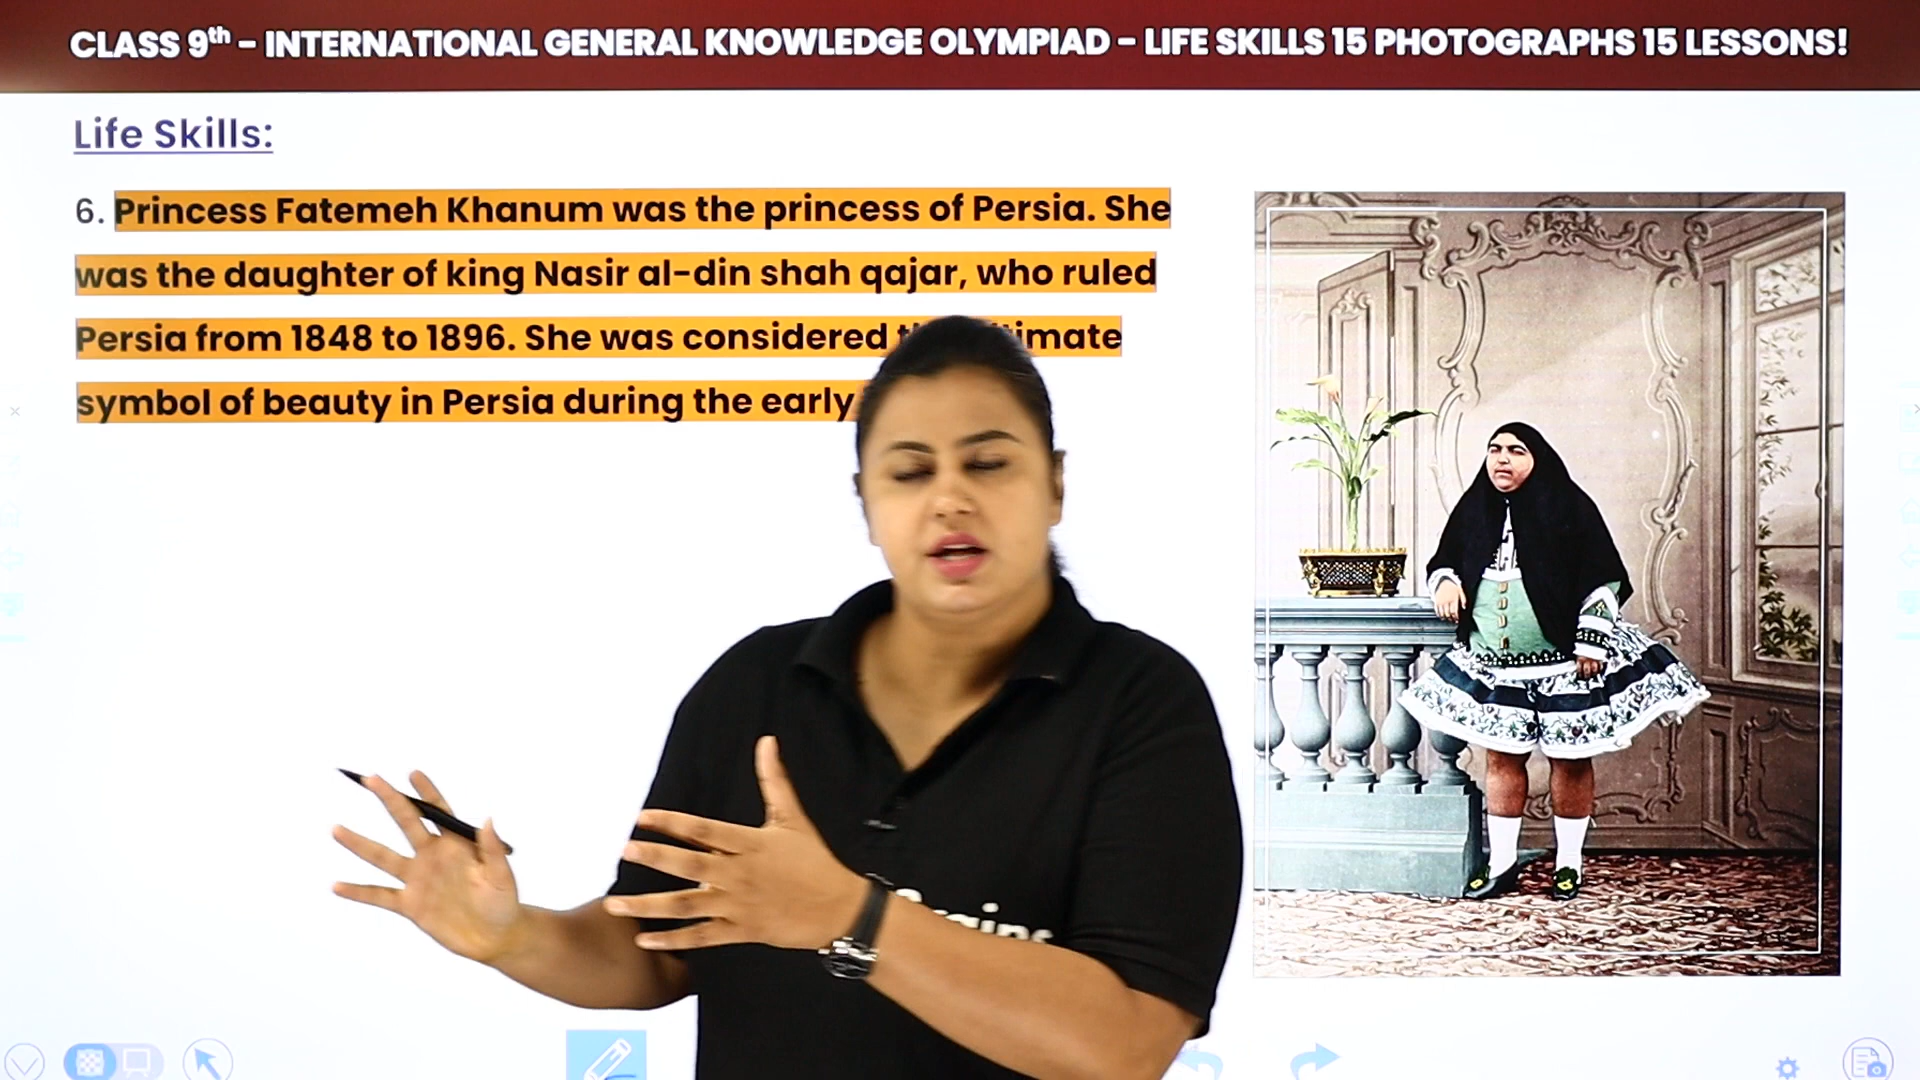 CLASS 9th - INTERNATIONAL GENERAL KNOWLEDGE OLYMPIAD - LIFE SKILLS 15 PHOTOGRAPHS 15 LESSONS!
Life Skills:
6. Princess Fatemeh Khanum was the princess of Persia. She
was the daughter of king Nasir al-din shah qajar, who ruled
Persia from 1848 to 1896. She was considered
symbol of beauty in Persia during the early